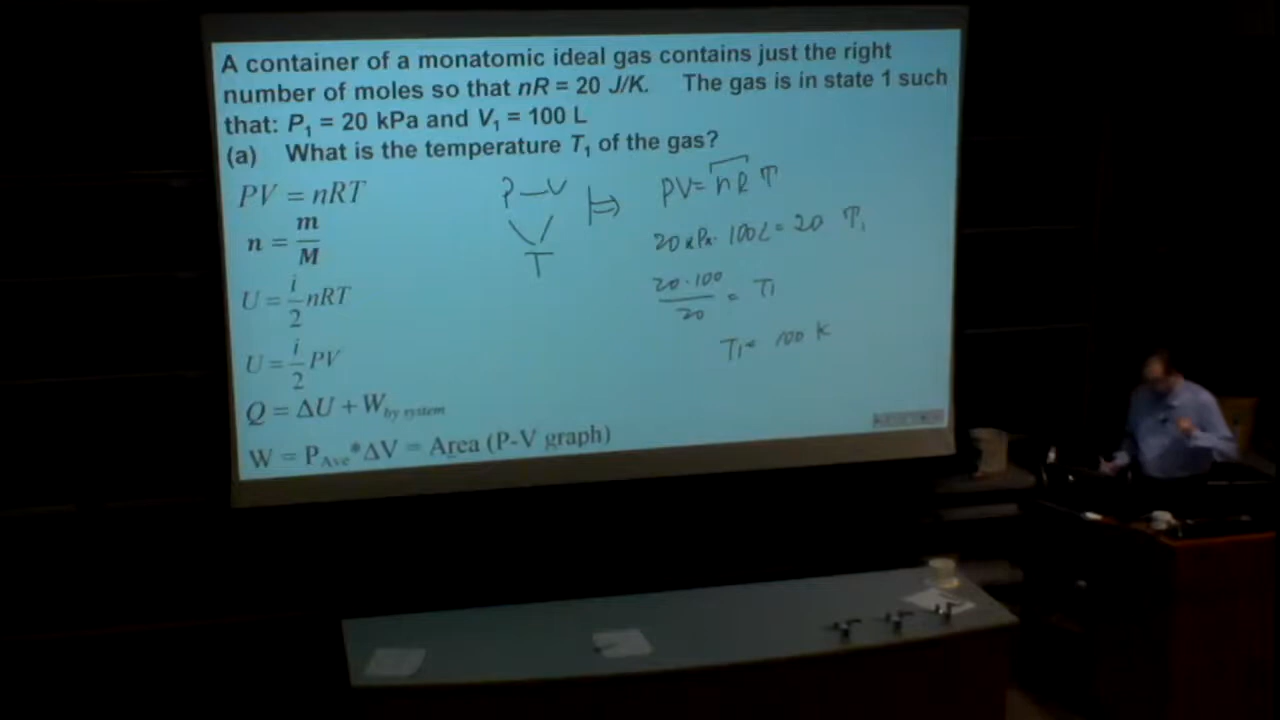 A container of a monatomic ideal gas contains just the right
number of moles so that nR = 20 J/K. The gas is in state 1 such
that: P₁ = 20 kPa and V₁ = 100 L
(a) What is the temperature T₁ of the gas?
PV = nRT
n = m/M
U = i/2 nRT
U = i/2 PV
Q = ΔU + W by system
W = P Ave * ΔV = Area (P-V graph)
P — V
T
PV = nR T
20 kPa · 100L = 20 T₁
20 · 100 / 20 = T₁
T₁ = 100 K